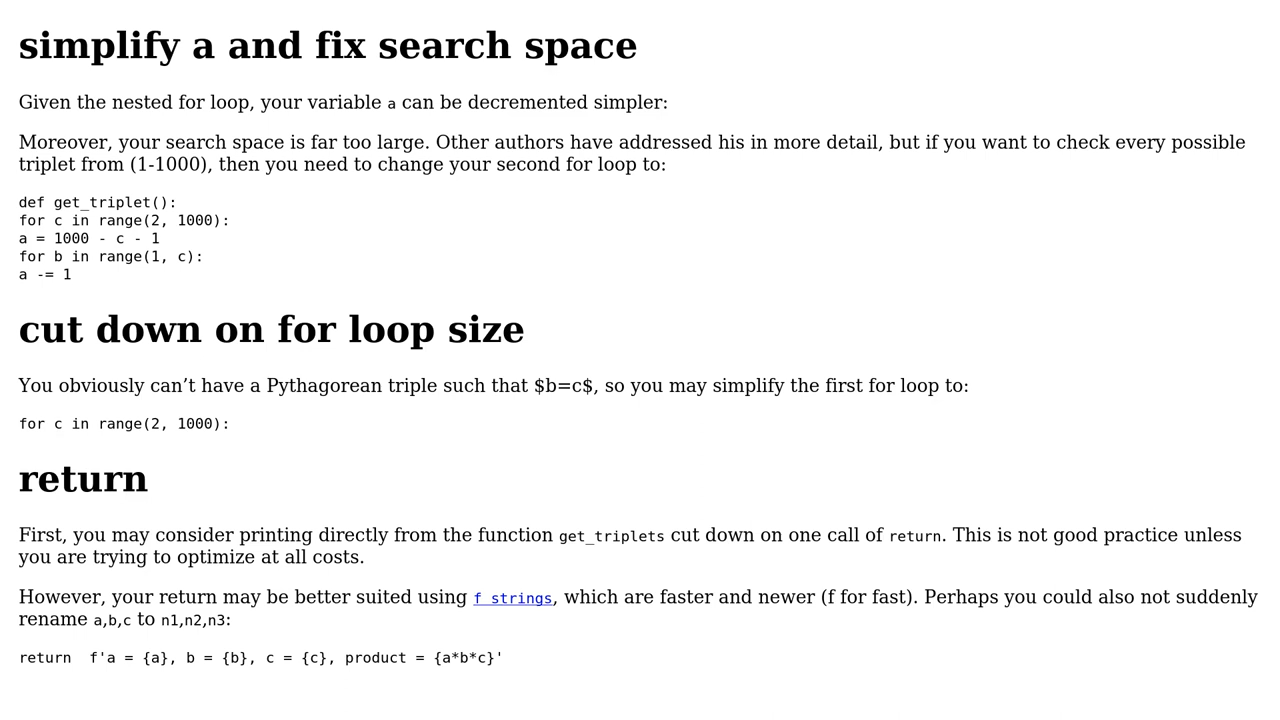 simplify a and fix search space
Given the nested for loop, your variable a can be decremented simpler:
Moreover, your search space is far too large. Other authors have addressed his in more detail, but if you want to check every possible
triplet from (1-1000), then you need to change your second for loop to:
def get_triplet():
for c in range(2, 1000):
a = 1000 - c - 1
for b in range(1, c):
a -= 1
cut down on for loop size
You obviously can’t have a Pythagorean triple such that $b=c$, so you may simplify the first for loop to:
for c in range(2, 1000):
return
First, you may consider printing directly from the function get_triplets cut down on one call of return. This is not good practice unless
you are trying to optimize at all costs.
However, your return may be better suited using f strings, which are faster and newer (f for fast). Perhaps you could also not suddenly
rename a,b,c to n1,n2,n3:
return  f'a = {a}, b = {b}, c = {c}, product = {a*b*c}'